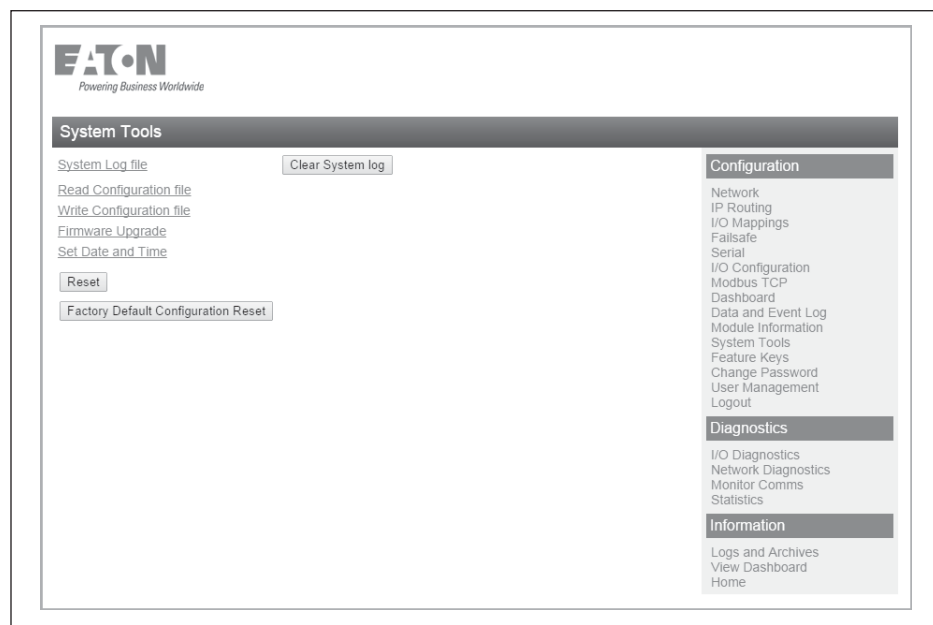 EATON
Powering Business Worldwide
System Tools
System Log file
Clear System log
Read Configuration file
Write Configuration file
Firmware Upgrade
Set Date and Time
Reset
Factory Default Configuration Reset
Configuration
Network
IP Routing
I/O Mappings
Failsafe
Serial
I/O Configuration
Modbus TCP
Dashboard
Data and Event Log
Module Information
System Tools
Feature Keys
Change Password
User Management
Logout
Diagnostics
I/O Diagnostics
Network Diagnostics
Monitor Comms
Statistics
Information
Logs and Archives
View Dashboard
Home